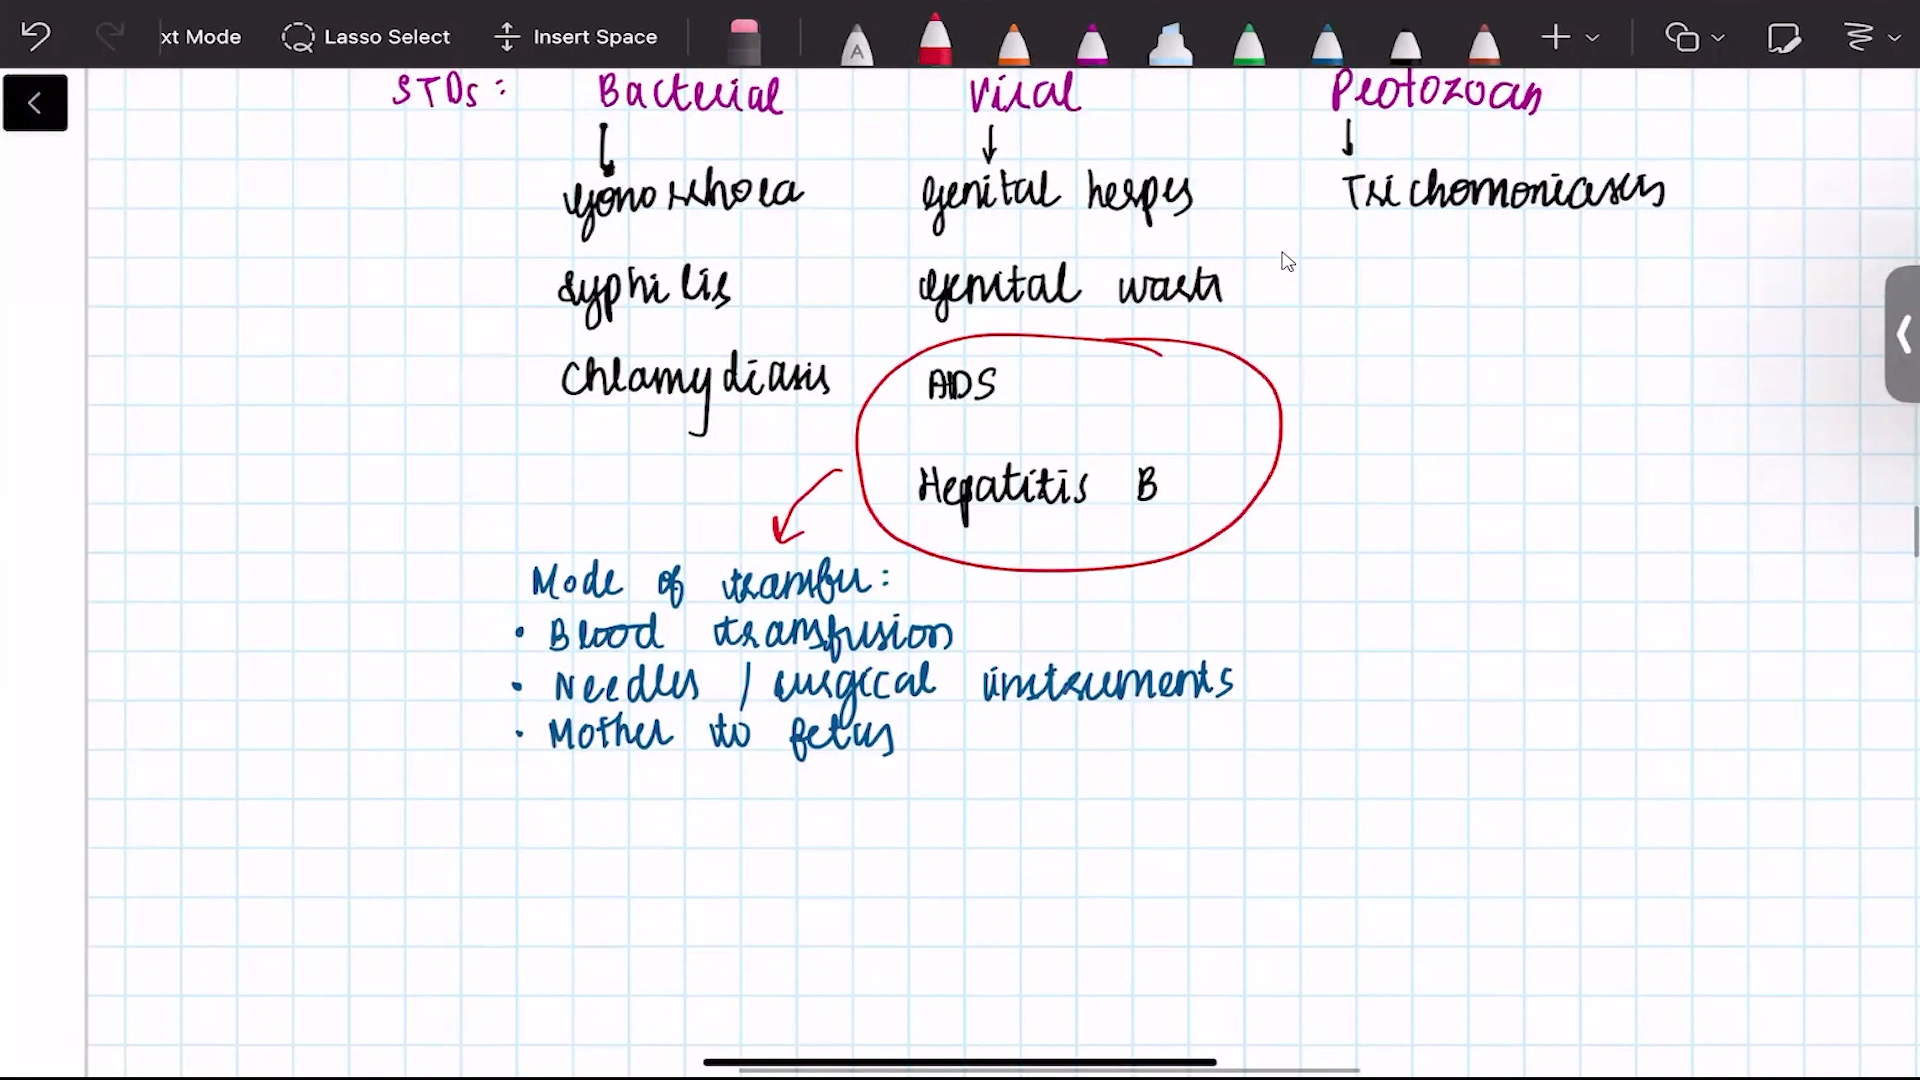 xt Mode Lasso Select Insert Space
STDs: Bacterial Viral Protozoan
Gonorrhoea Genital herpes Trichomoniasis
Syphilis Genital warts
Chlamydiasis AIDS
Hepatitis B
Mode of transfer:
• Blood transfusion
• Needles / surgical instruments
• Mother to fetus